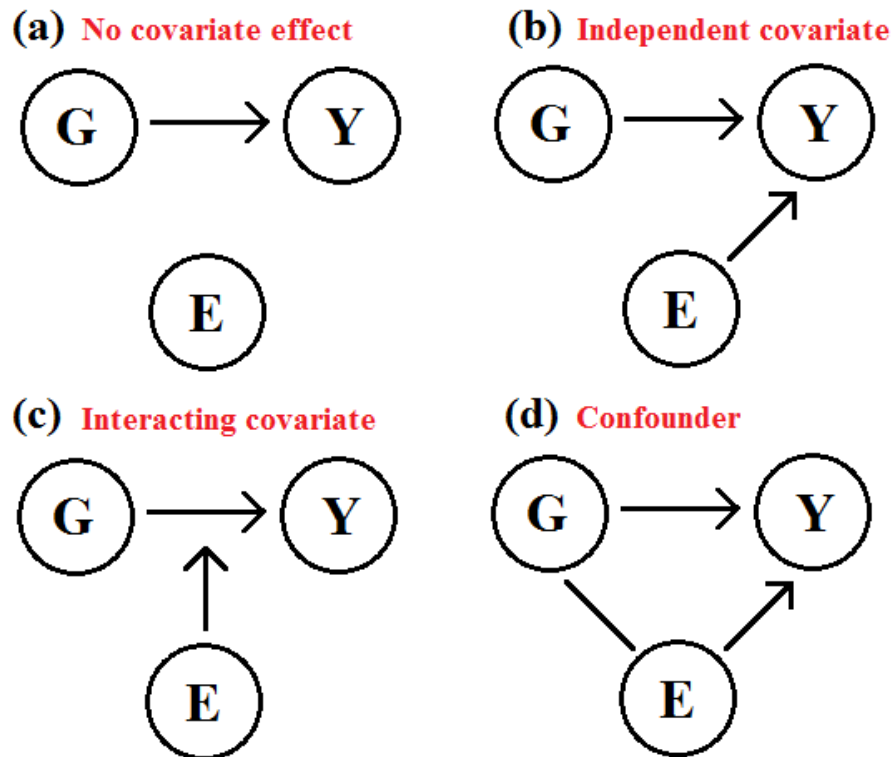 (a) No covariate effect
(b) Independent covariate
G
Y
G
Y
E
E
(c) Interacting covariate
(d) Confounder
G
Y
G
Y
E
E